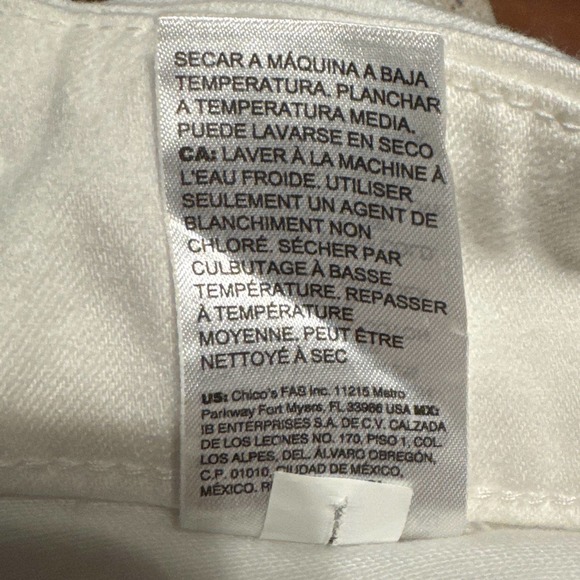 SECAR A MÁQUINA A BAJA
TEMPERATURA. PLANCHAR
A TEMPERATURA MEDIA.
PUEDE LAVARSE EN SECO
CA: LAVER À LA MACHINE À
L'EAU FROIDE. UTILISER
SEULEMENT UN AGENT DE
BLANCHIMENT NON
CHLORÉ. SÉCHER PAR
CULBUTAGE À BASSE
TEMPÉRATURE. REPASSER
À TEMPÉRATURE
MOYENNE. PEUT ÊTRE
NETTOYÉ À SEC
US: Chico's FAS Inc. 11215 Metro
Parkway Fort Myers, FL 33966 USA MX:
IB ENTERPRISES S.A. DE C.V. CALZADA
DE LOS LEONES NO. 170, PISO 1, COL.
LOS ALPES, DEL. ÁLVARO OBREGÓN,
C.P. 01010, CIUDAD DE MÉXICO,
MÉXICO.